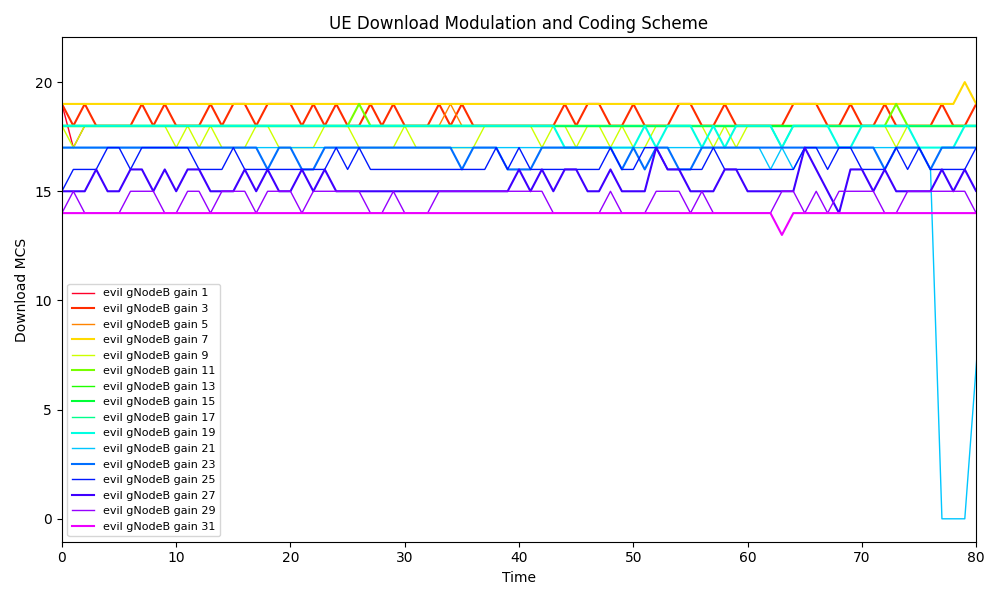 UE Download Modulation and Coding Scheme
Download MCS
20
15
10
5
0
evil gNodeB gain 1
evil gNodeB gain 3
evil gNodeB gain 5
evil gNodeB gain 7
evil gNodeB gain 9
evil gNodeB gain 11
evil gNodeB gain 13
evil gNodeB gain 15
evil gNodeB gain 17
evil gNodeB gain 19
evil gNodeB gain 21
evil gNodeB gain 23
evil gNodeB gain 25
evil gNodeB gain 27
evil gNodeB gain 29
evil gNodeB gain 31
0 10 20 30 40 50 60 70 80
Time